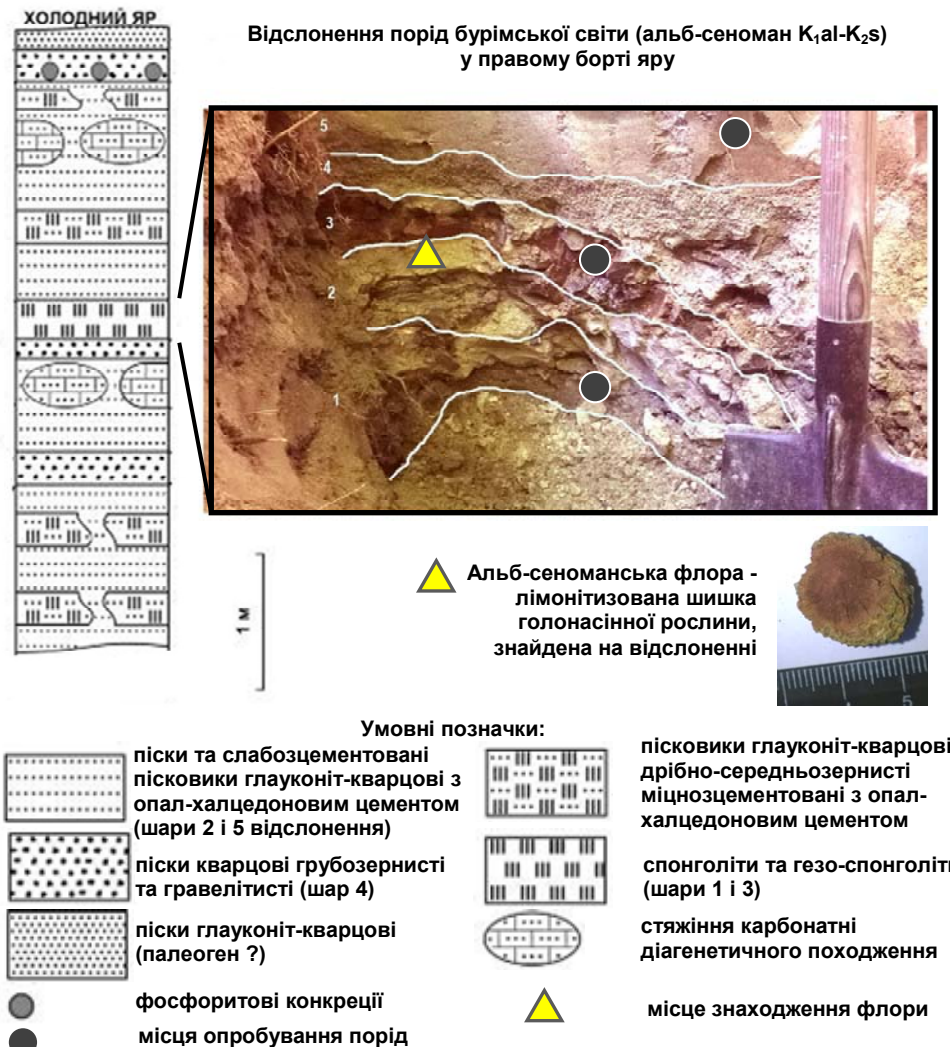 ХОЛОДНИЙ ЯР
Відслонення порід бурімської світи (альб-сеноман K₁al-K₂s)
у правому борті яру
5
4
3
2
1
1 м
Альб-сеноманська флора -
лімонітизована шишка
голонасінної рослини,
знайдена на відслоненні
5
Умовні позначки:
піски та слабозцементовані
пісковики глауконіт-кварцові з
опал-халцедоновим цементом
(шари 2 і 5 відслонення)
піски кварцові грубозернисті
та гравелітисті (шар 4)
піски глауконіт-кварцові
(палеоген ?)
фосфоритові конкреції
місця опробування порід
пісковики глауконіт-кварцові
дрібно-середньозернисті
міцнозцементовані з опал-
халцедоновим цементом
спонголіти та гезо-спонголіти
(шари 1 і 3)
стяжіння карбонатні
діагенетичного походження
місце знаходження флори